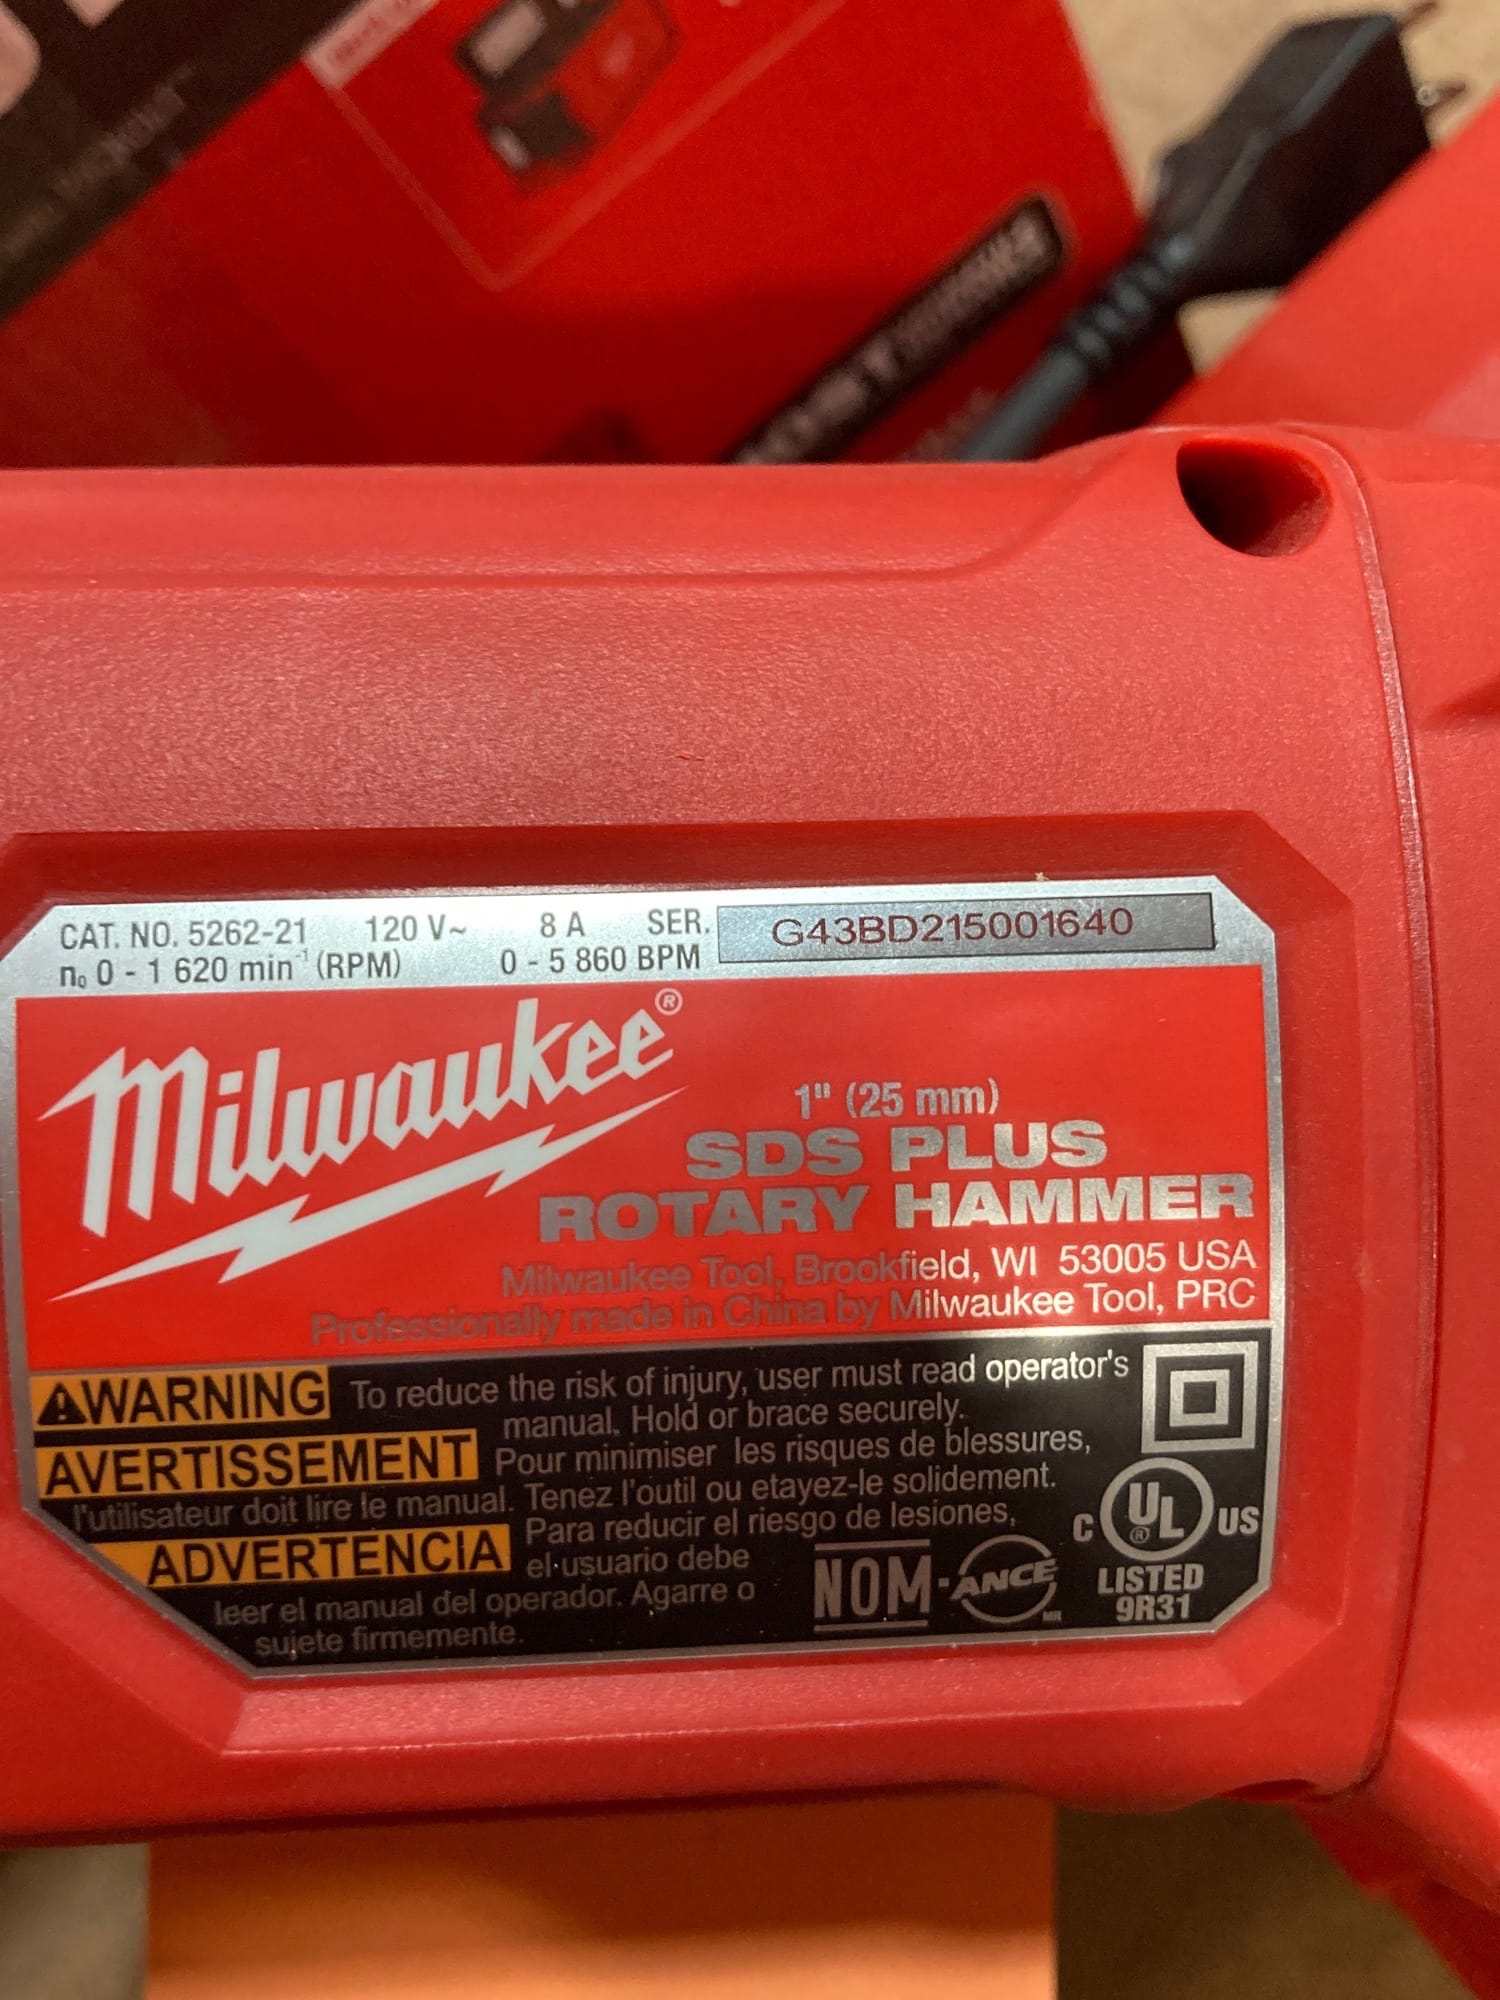 CAT. NO. 5262-21 120 V~ 8 A SER. G43BD215001640
n₀ 0 - 1 620 min⁻¹ (RPM) 0 - 5 860 BPM
Milwaukee®
1" (25 mm)
SDS PLUS
ROTARY HAMMER
Milwaukee Tool, Brookfield, WI 53005 USA
Professionally made in China by Milwaukee Tool, PRC
⚠WARNING To reduce the risk of injury, user must read operator's
manual. Hold or brace securely.
AVERTISSEMENT Pour minimiser les risques de blessures,
l'utilisateur doit lire le manual. Tenez l'outil ou etayez-le solidement.
ADVERTENCIA Para reducir el riesgo de lesiones,
el usuario debe
leer el manual del operador. Agarre o
sujete firmemente.
NOM-ANCE MR
C UL® US
LISTED
9R31